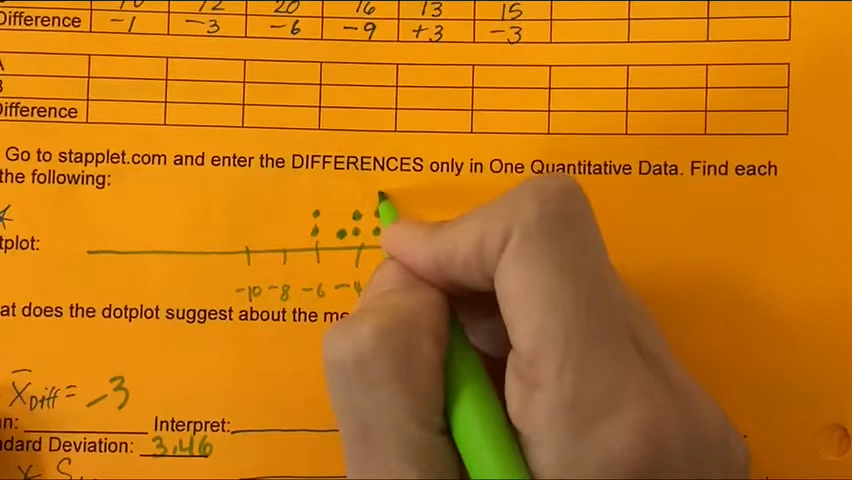 10 12 20 16 13 15
Difference -1 -3 -6 -9 +3 -3
A
B
Difference
Go to stapplet.com and enter the DIFFERENCES only in One Quantitative Data. Find each
the following:
tplot:
-10 -8 -6 -4
at does the dotplot suggest about the me
x̄Diff = -3
n: Interpret:
dard Deviation: 3.46